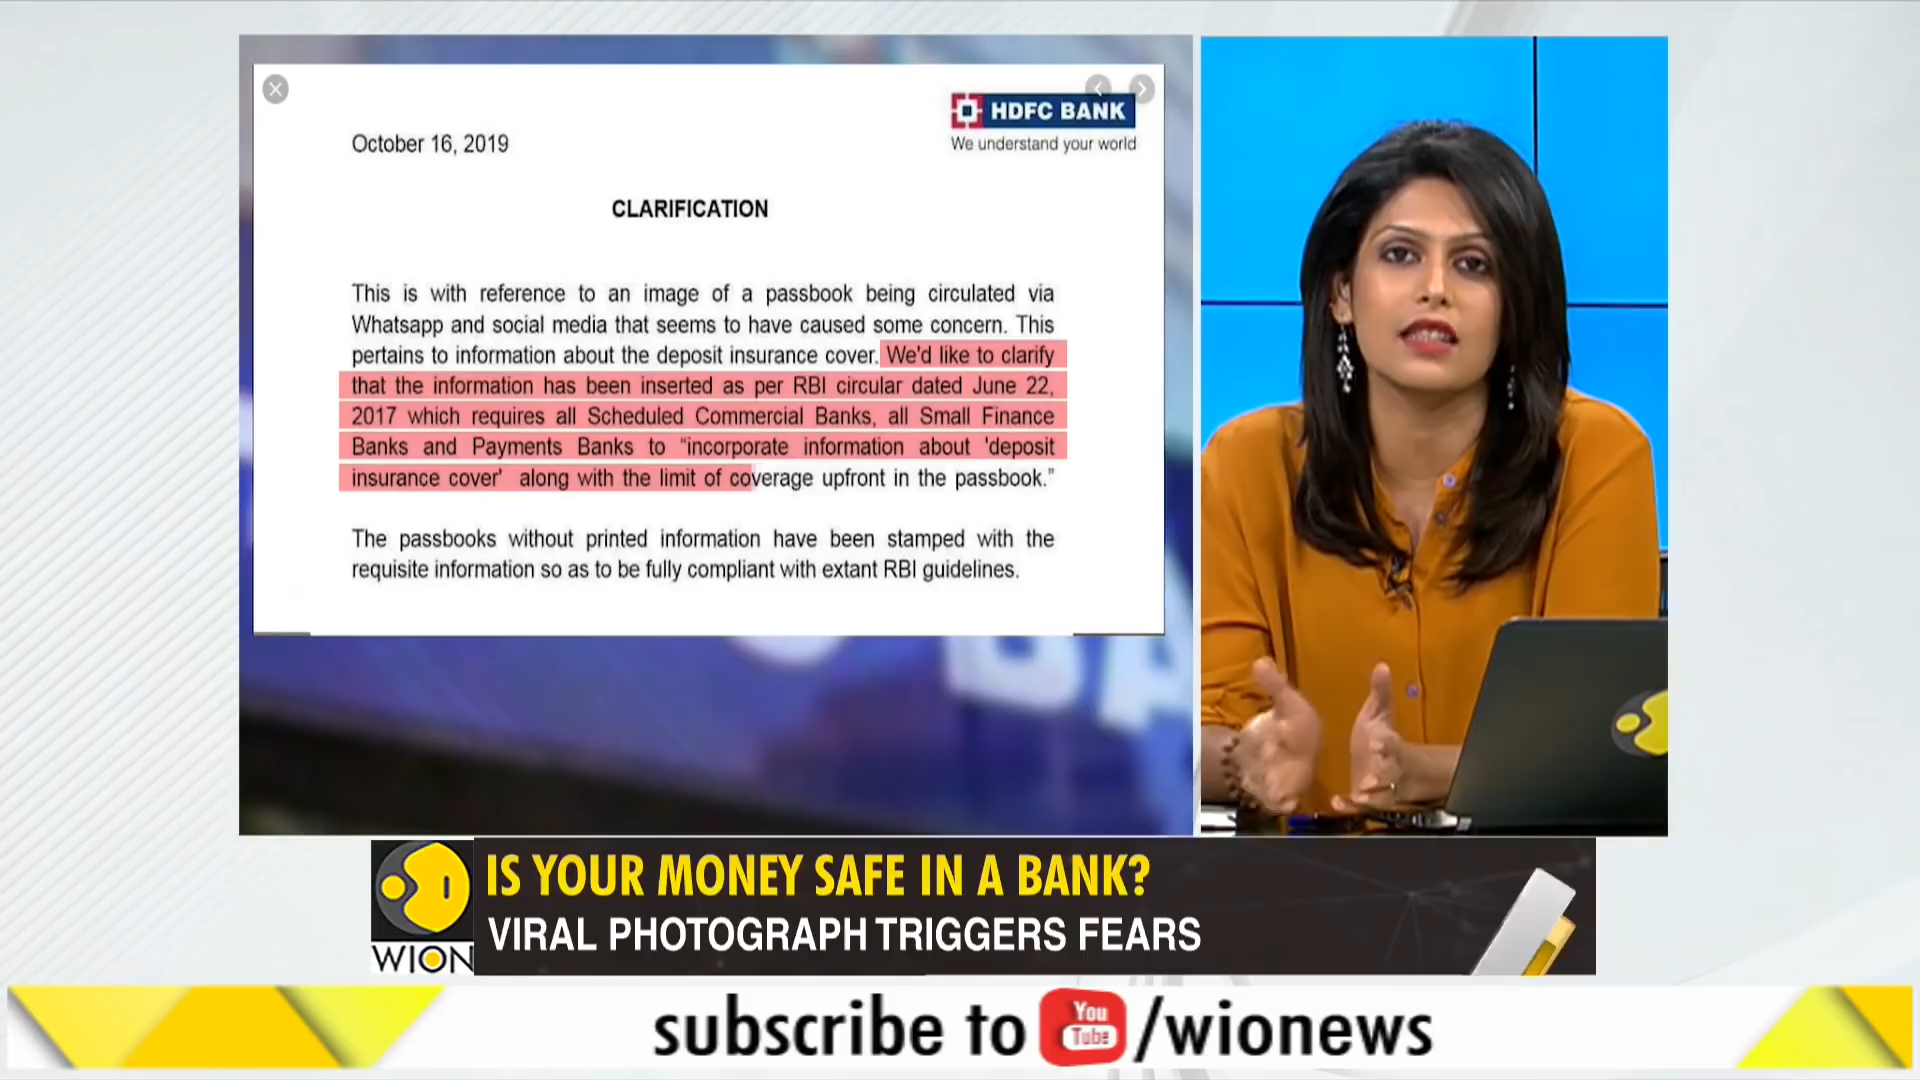 HDFC BANK
We understand your world
October 16, 2019
CLARIFICATION
This is with reference to an image of a passbook being circulated via
Whatsapp and social media that seems to have caused some concern. This
pertains to information about the deposit insurance cover. We'd like to clarify
that the information has been inserted as per RBI circular dated June 22,
2017 which requires all Scheduled Commercial Banks, all Small Finance
Banks and Payments Banks to “incorporate information about 'deposit
insurance cover' along with the limit of coverage upfront in the passbook.”
The passbooks without printed information have been stamped with the
requisite information so as to be fully compliant with extant RBI guidelines.
BA
IS YOUR MONEY SAFE IN A BANK?
VIRAL PHOTOGRAPH TRIGGERS FEARS
WION
subscribe to You Tube /wionews